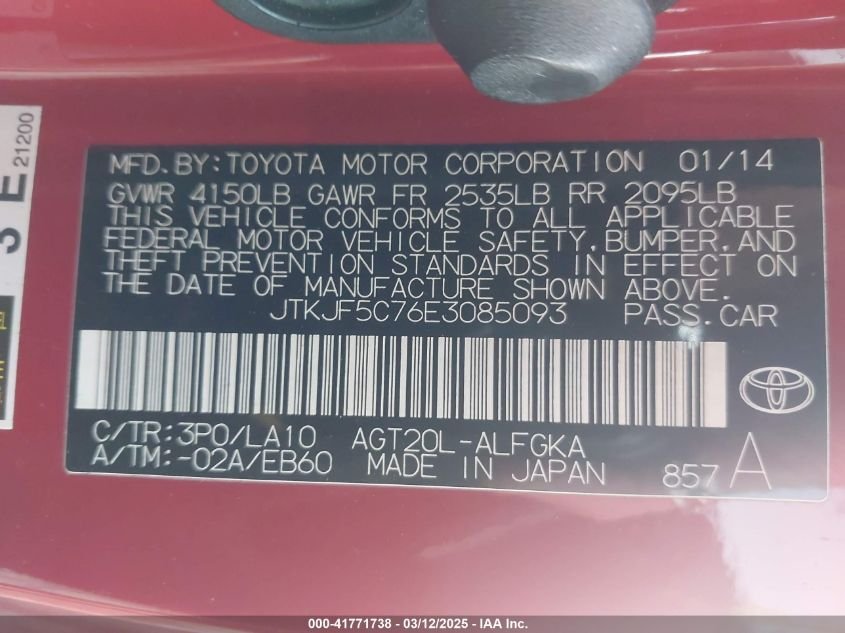 MFD.BY:TOYOTA MOTOR CORPORATION 01/14
GVWR 4150LB GAWR FR 2535LB RR 2095LB
THIS VEHICLE CONFORMS TO ALL APPLICABLE
FEDERAL MOTOR VEHICLE SAFETY,BUMPER,AND
THEFT PREVENTION STANDARDS IN EFFECT ON
THE DATE OF MANUFACTURE SHOWN ABOVE.
JTKJF5C76E3085093 PASS.CAR
C/TR:3P0/LA10 AGT20L-ALFGKA
A/TM:-02A/EB60 MADE IN JAPAN 857 A
3 E
21200
000-41771738 - 03/12/2025 - IAA Inc.